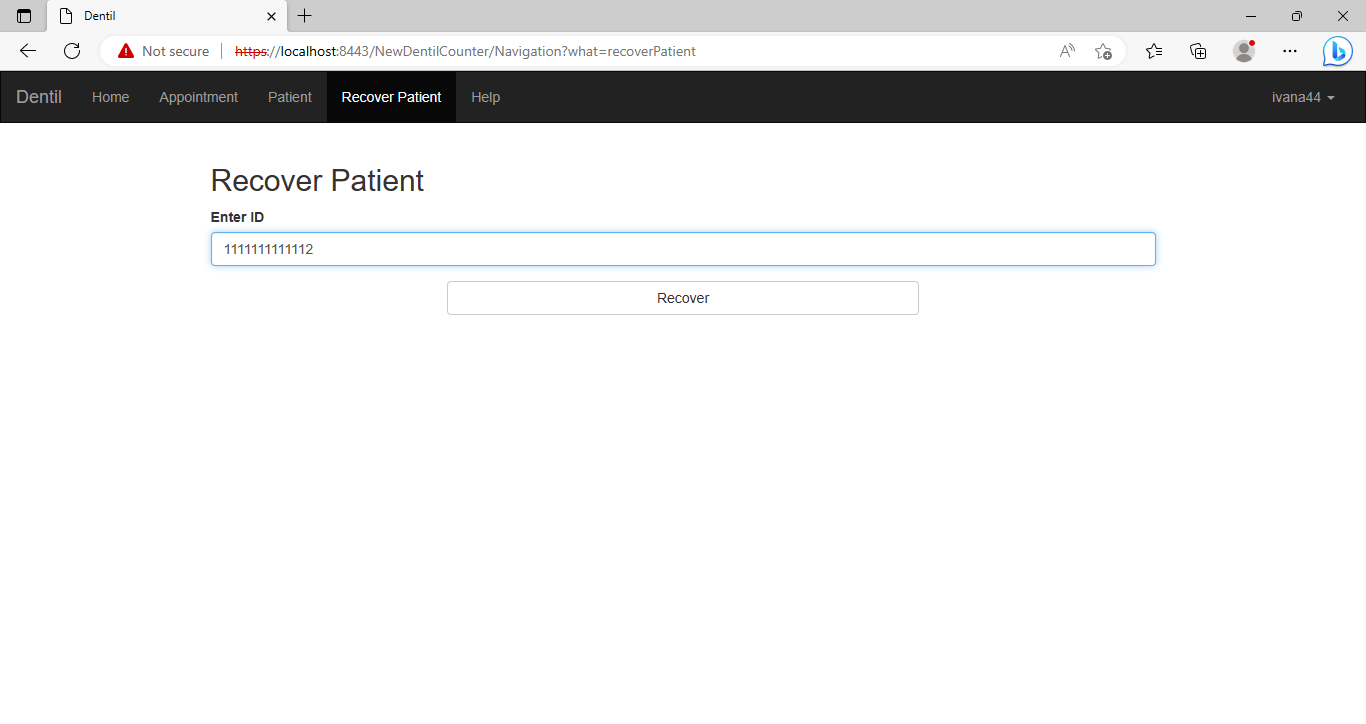 Dentil
Not secure https://localhost:8443/NewDentilCounter/Navigation?what=recoverPatient
Dentil Home Appointment Patient Recover Patient Help ivana44
Recover Patient
Enter ID
1111111111112
Recover